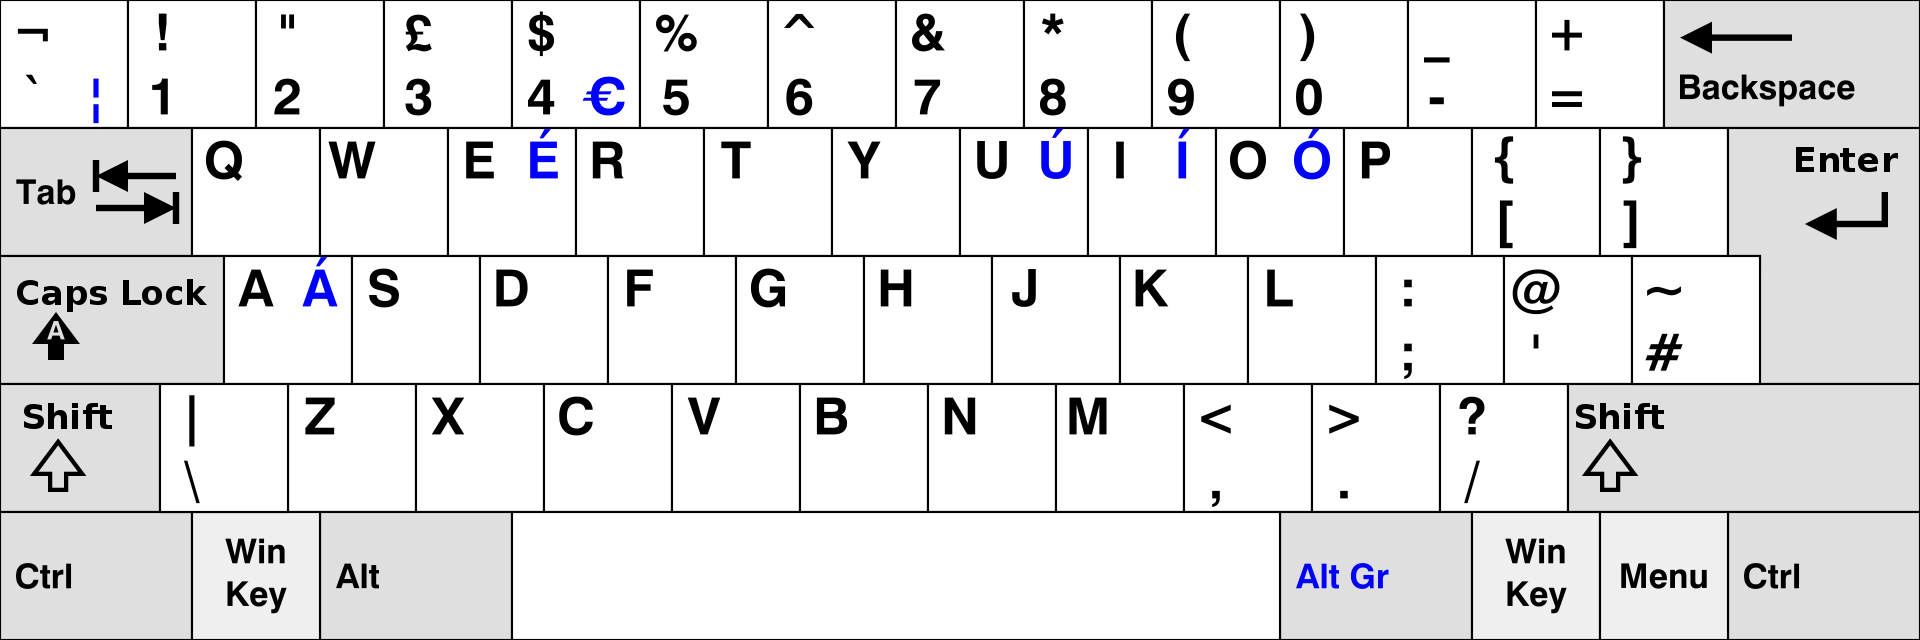 ¬ ! " £ $ % ^ & * ( ) _ +
` ¦ 1 2 3 4 € 5 6 7 8 9 0 - = Backspace
Tab Q W E É R T Y U Ú I Í O Ó P { } Enter
[ ]
Caps Lock A Á S D F G H J K L : @ ~
A ; ' #
Shift | Z X C V B N M < > ? Shift
\ , . /
Ctrl Win Key Alt Alt Gr Win Key Menu Ctrl